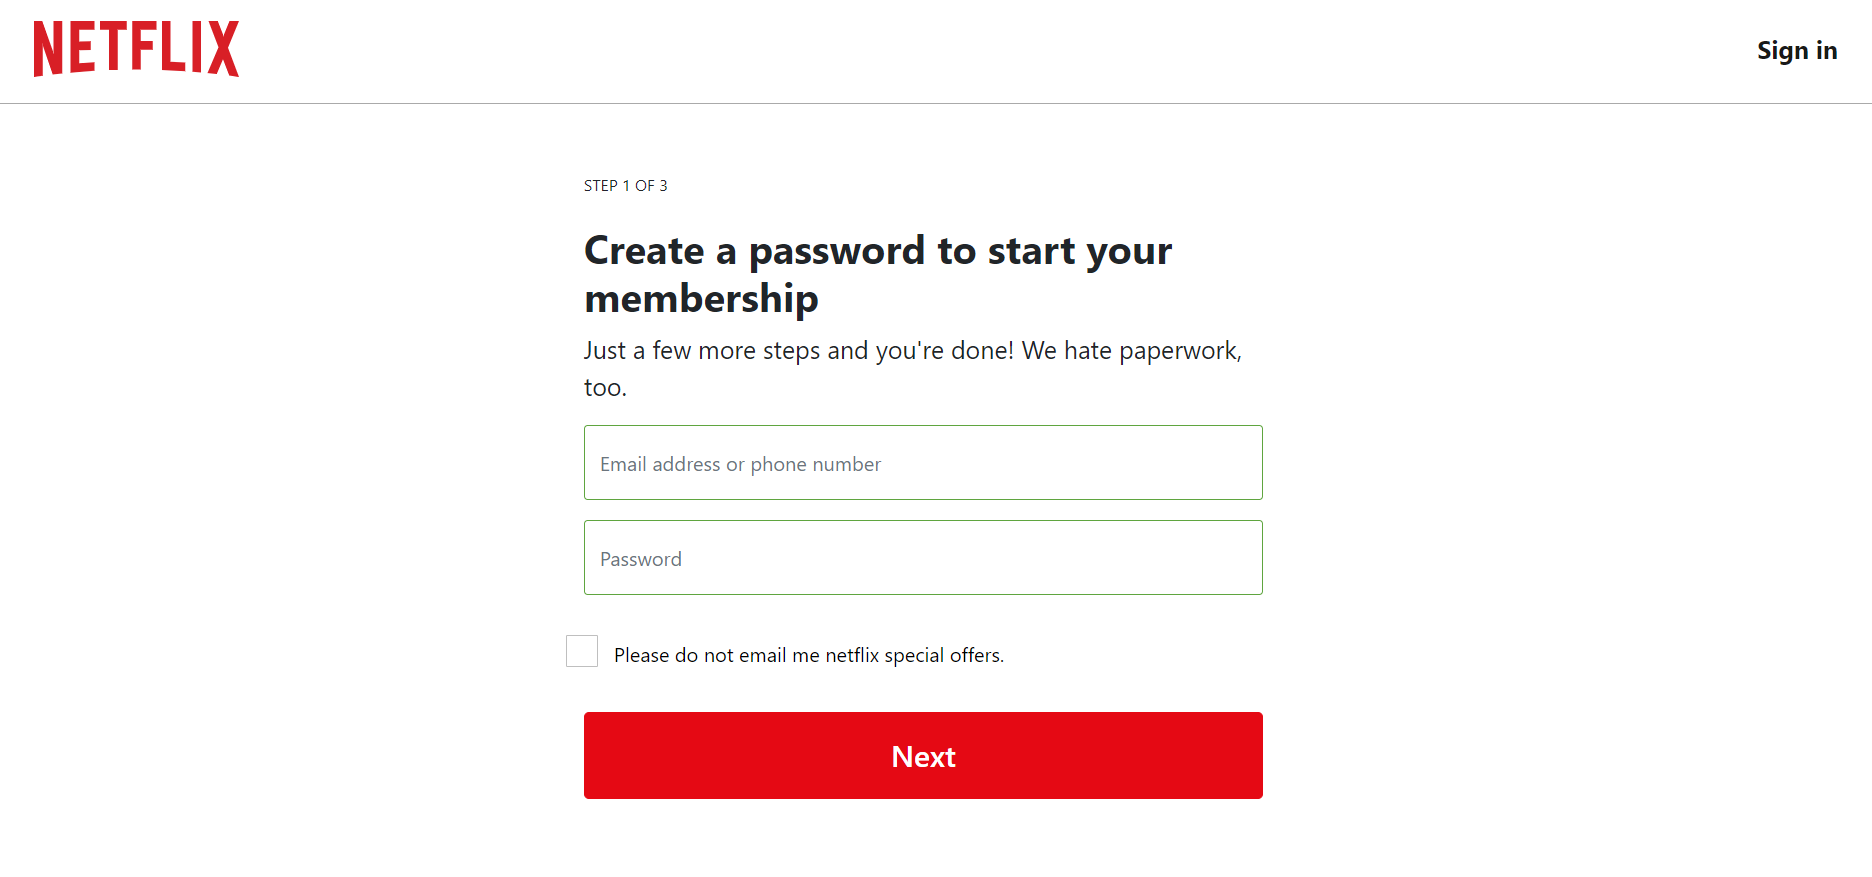 NETFLIX
Sign in
STEP 1 OF 3
Create a password to start your
membership
Just a few more steps and you're done! We hate paperwork,
too.
Email address or phone number
Password
Please do not email me netflix special offers.
Next